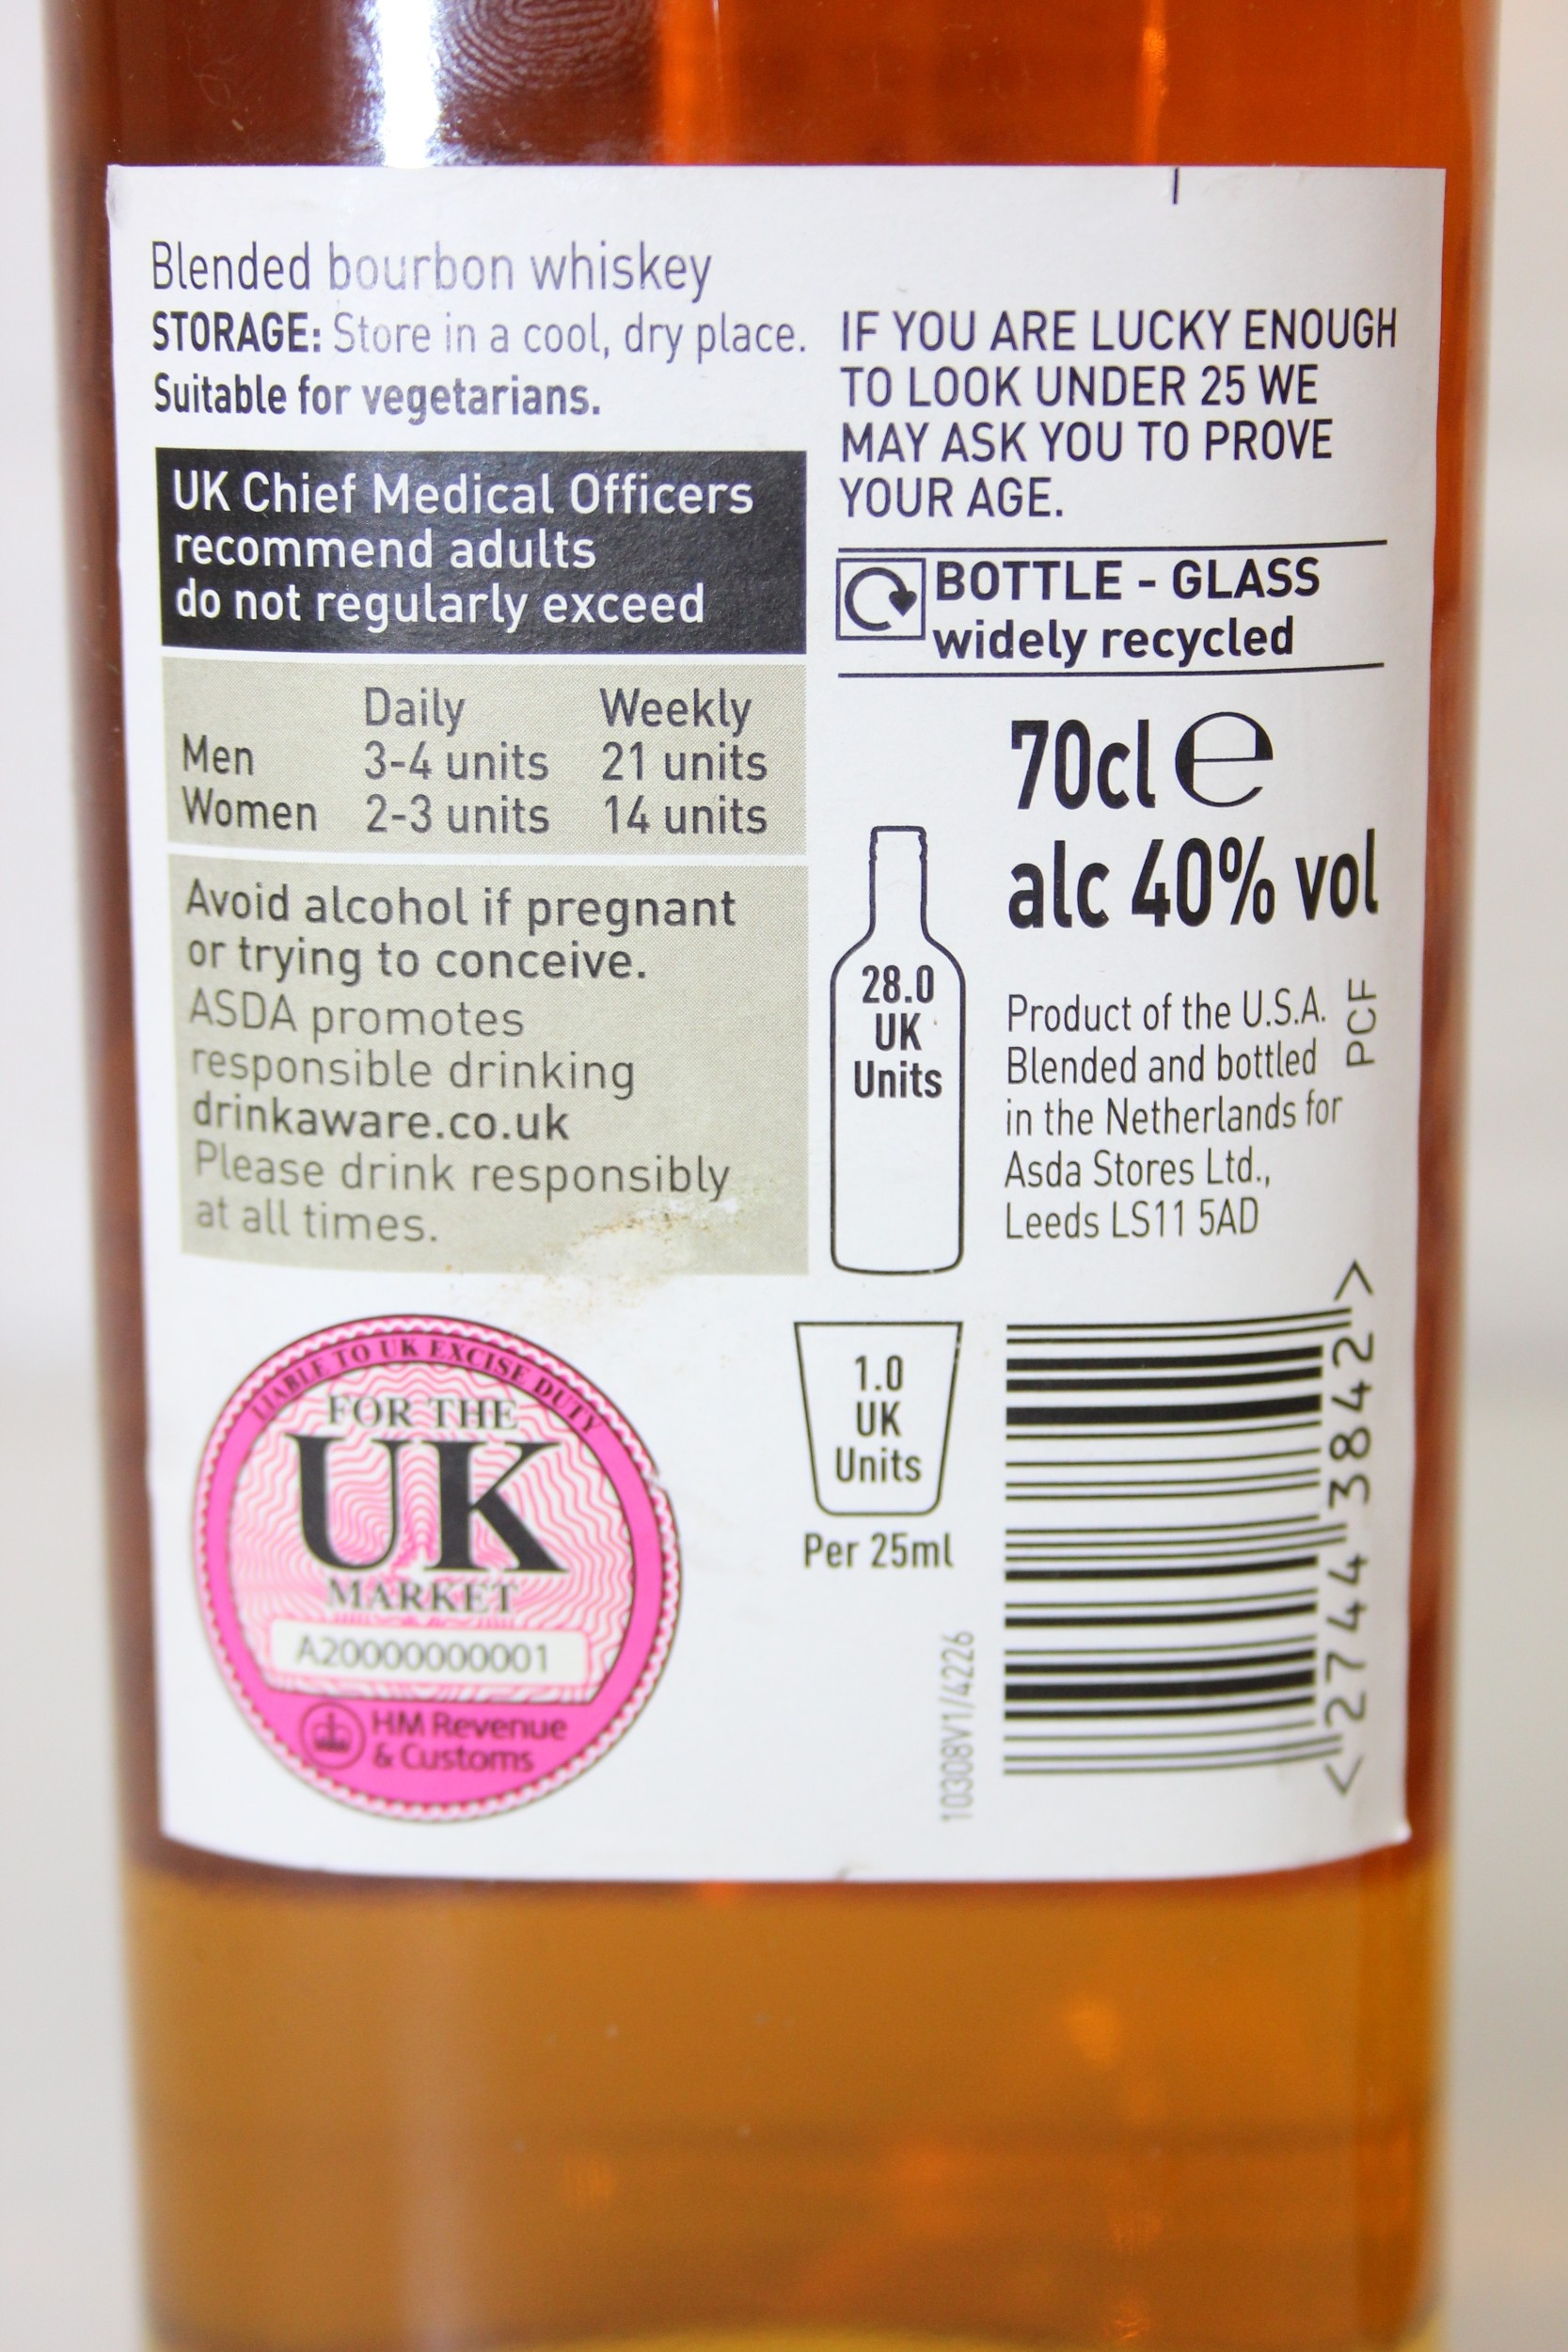 Blended bourbon whiskey
STORAGE: Store in a cool, dry place.
Suitable for vegetarians.
UK Chief Medical Officers
recommend adults
do not regularly exceed
Daily Weekly
Men 3-4 units 21 units
Women 2-3 units 14 units
Avoid alcohol if pregnant
or trying to conceive.
ASDA promotes
responsible drinking
drinkaware.co.uk
Please drink responsibly
at all times.
LIABLE TO UK EXCISE DUTY
FOR THE
UK
MARKET
A20000000001
HM Revenue
& Customs
IF YOU ARE LUCKY ENOUGH
TO LOOK UNDER 25 WE
MAY ASK YOU TO PROVE
YOUR AGE.
BOTTLE - GLASS
widely recycled
70cl e
alc 40% vol
28.0
UK
Units
Product of the U.S.A.
Blended and bottled
in the Netherlands for
Asda Stores Ltd.,
Leeds LS11 5AD
PCF
1.0
UK
Units
Per 25ml
10308V1/4226
<2744 3842>